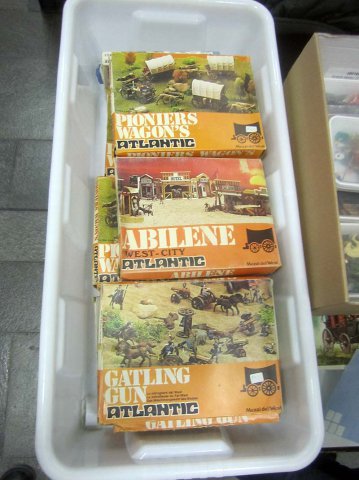 PIONIERS
WAGON'S
ATLANTIC
PIONIERS WAGON'S
ABILENE
WEST-CITY
ATLANTIC
ABILENE
GATLING
GUN
ATLANTIC
GATLING GUN